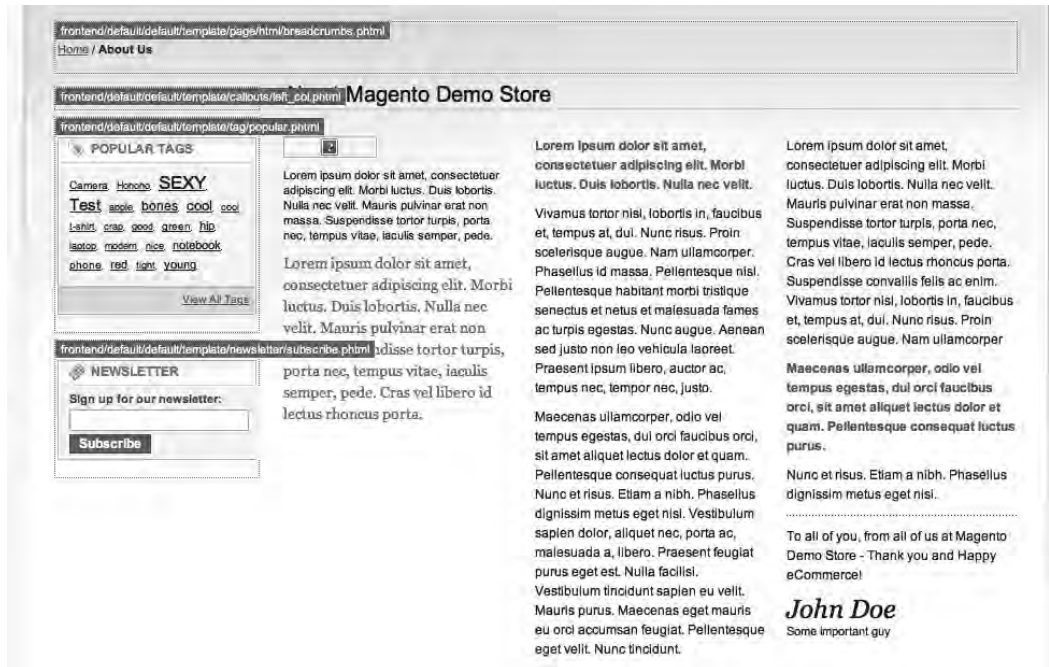 frontend/default/default/template/page/html/breadcrumbs.phtml
Home / About Us
frontend/default/default/template/callouts/left_col.phtml
Magento Demo Store
frontend/default/default/template/tag/popular.phtml
POPULAR TAGS
Camera Hohoho SEXY
Test apple bones cool cool
t-shirt crap good green hip
laptop modern nice notebook
phone red tight young
View All Tags
frontend/default/default/template/newsletter/subscribe.phtml
NEWSLETTER
Sign up for our newsletter:
Subscribe
Lorem ipsum dolor sit amet, consectetuer
adipiscing elit. Morbi luctus. Duis lobortis.
Nulla nec velit. Mauris pulvinar erat non
massa. Suspendisse tortor turpis, porta
nec, tempus vitae, iaculis semper, pede.
Lorem ipsum dolor sit amet,
consectetuer adipiscing elit. Morbi
luctus. Duis lobortis. Nulla nec
velit. Mauris pulvinar erat non
ndisse tortor turpis,
porta nec, tempus vitae, iaculis
semper, pede. Cras vel libero id
lectus rhoncus porta.
Lorem ipsum dolor sit amet,
consectetuer adipiscing elit. Morbi
luctus. Duis lobortis. Nulla nec velit.
Vivamus tortor nisl, lobortis in, faucibus
et, tempus at, dui. Nunc risus. Proin
scelerisque augue. Nam ullamcorper.
Phasellus id massa. Pellentesque nisl.
Pellentesque habitant morbi tristique
senectus et netus et malesuada fames
ac turpis egestas. Nunc augue. Aenean
sed justo non leo vehicula laoreet.
Praesent ipsum libero, auctor ac,
tempus nec, tempor nec, justo.
Maecenas ullamcorper, odio vel
tempus egestas, dui orci faucibus orci,
sit amet aliquet lectus dolor et quam.
Pellentesque consequat luctus purus.
Nunc et risus. Etiam a nibh. Phasellus
dignissim metus eget nisi. Vestibulum
sapien dolor, aliquet nec, porta ac,
malesuada a, libero. Praesent feugiat
purus eget est. Nulla facilisi.
Vestibulum tincidunt sapien eu velit.
Mauris purus. Maecenas eget mauris
eu orci accumsan feugiat. Pellentesque
eget velit. Nunc tincidunt.
Lorem ipsum dolor sit amet,
consectetuer adipiscing elit. Morbi
luctus. Duis lobortis. Nulla nec velit.
Mauris pulvinar erat non massa.
Suspendisse tortor turpis, porta nec,
tempus vitae, iaculis semper, pede.
Cras vel libero id lectus rhoncus porta.
Suspendisse convallis felis ac enim.
Vivamus tortor nisl, lobortis in, faucibus
et, tempus at, dui. Nunc risus. Proin
scelerisque augue. Nam ullamcorper
Maecenas ullamcorper, odio vel
tempus egestas, dui orci faucibus
orci, sit amet aliquet lectus dolor et
quam. Pellentesque consequat luctus
purus.
Nunc et risus. Etiam a nibh. Phasellus
dignissim metus eget nisi.
To all of you, from all of us at Magento
Demo Store - Thank you and Happy
eCommerce!
John Doe
Some important guy